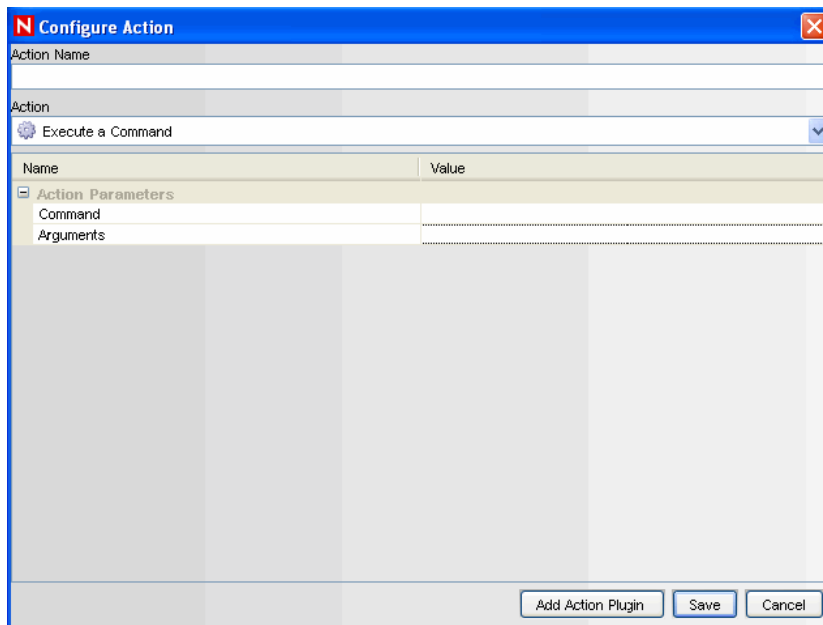 N Configure Action
Action Name
Action
Execute a Command
Name Value
Action Parameters
Command
Arguments
Add Action Plugin Save Cancel